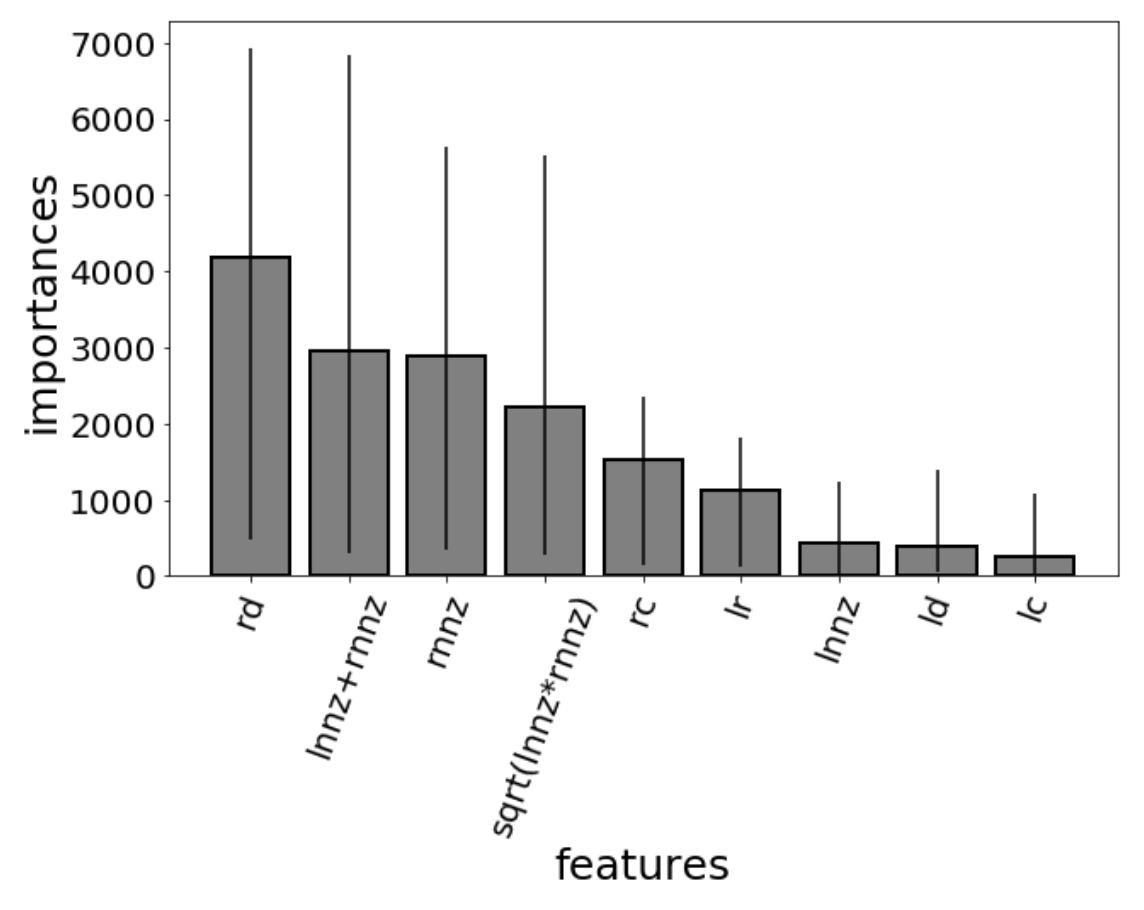 importances
7000
6000
5000
4000
3000
2000
1000
0
rd
lnnz+rnnz
rnnz
sqrt(lnnz*rnnz)
rc
lr
lnnz
ld
lc
features